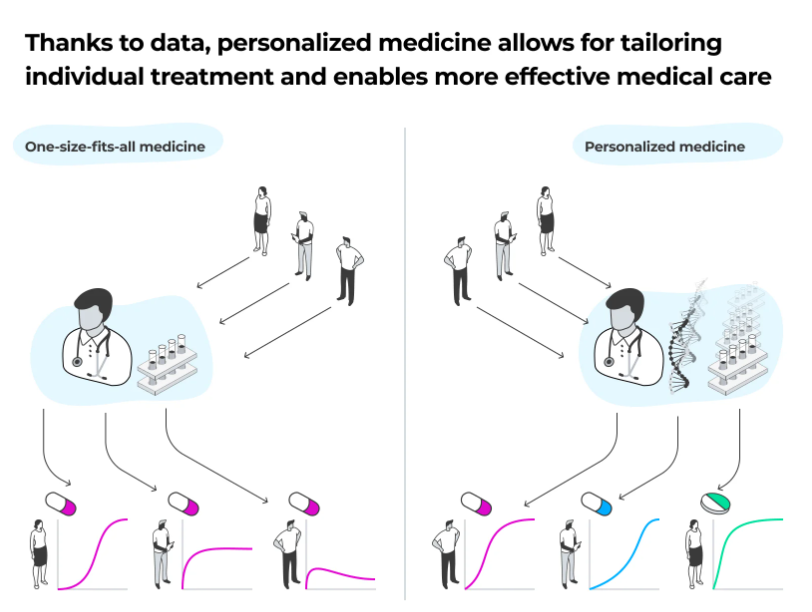 Thanks to data, personalized medicine allows for tailoring
individual treatment and enables more effective medical care
One-size-fits-all medicine
Personalized medicine